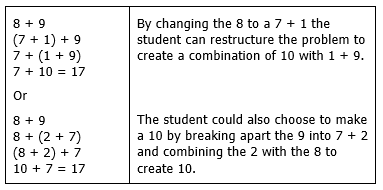 8 + 9
(7 + 1) + 9
7 + (1 + 9)
7 + 10 = 17
Or
8 + 9
8 + (2 + 7)
(8 + 2) + 7
10 + 7 = 17
By changing the 8 to a 7 + 1 the
student can restructure the problem to
create a combination of 10 with 1 + 9.
The student could also choose to make
a 10 by breaking apart the 9 into 7 + 2
and combining the 2 with the 8 to
create 10.